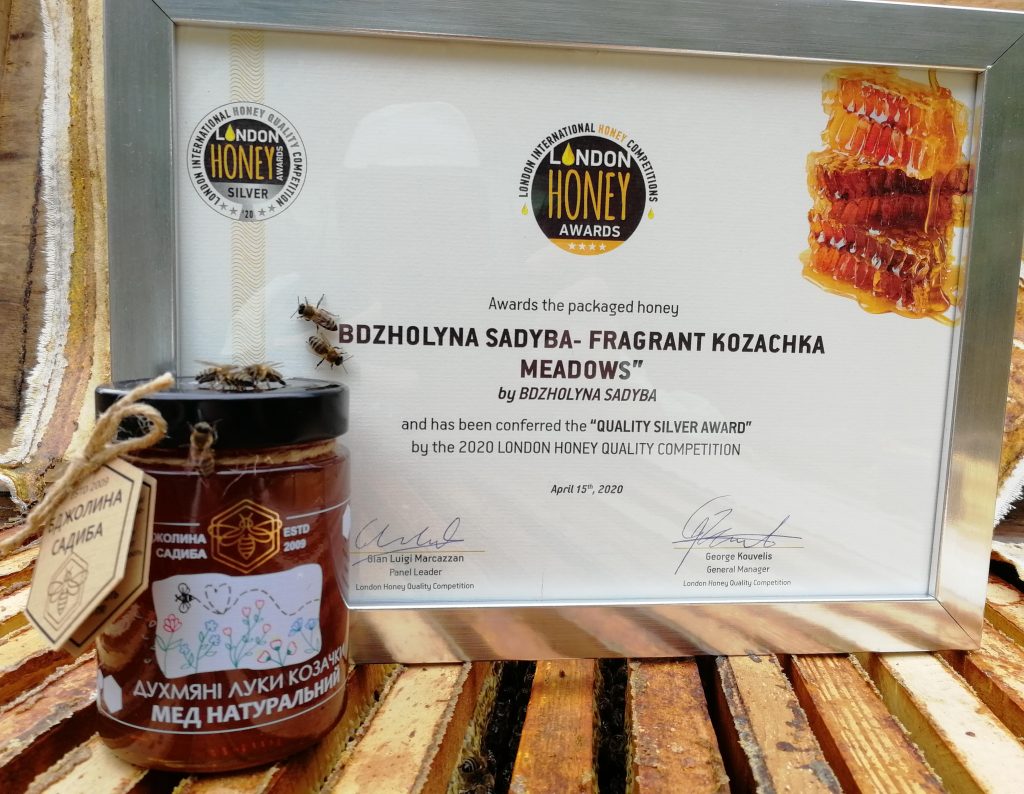 LONDON INTERNATIONAL HONEY QUALITY COMPETITION
LONDON
HONEY
AWARDS
SILVER
'20
LONDON INTERNATIONAL HONEY COMPETITIONS
LONDON
HONEY
AWARDS
Awards the packaged honey
BDZHOLYNA SADYBA- FRAGRANT KOZACHKA
MEADOWS”
by BDZHOLYNA SADYBA
and has been conferred the “QUALITY SILVER AWARD”
by the 2020 LONDON HONEY QUALITY COMPETITION
April 15th, 2020
Gian Luigi Marcazzan
Panel Leader
London Honey Quality Competition
George Kouvelis
General Manager
London Honey Quality Competition
ESTD 2009
БДЖОЛИНА
САДИБА
ЖОЛИНА
САДИБА
ESTD
2009
ДУХМЯНІ ЛУКИ КОЗАЧКИ
МЕД НАТУРАЛЬНИЙ